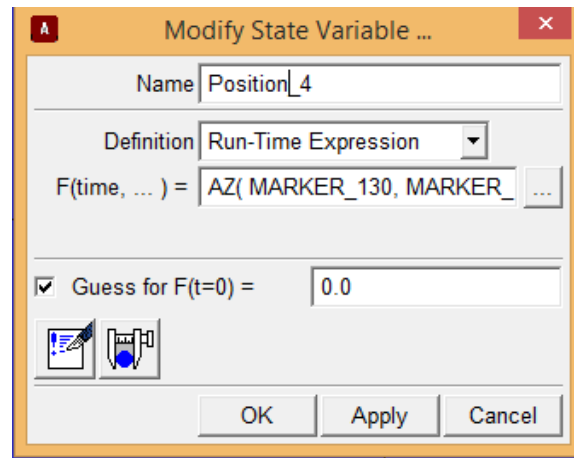 A Modify State Variable ...
Name Position_4
Definition Run-Time Expression
F(time, ... ) = AZ( MARKER_130, MARKER_ ...
Guess for F(t=0) = 0.0
OK Apply Cancel